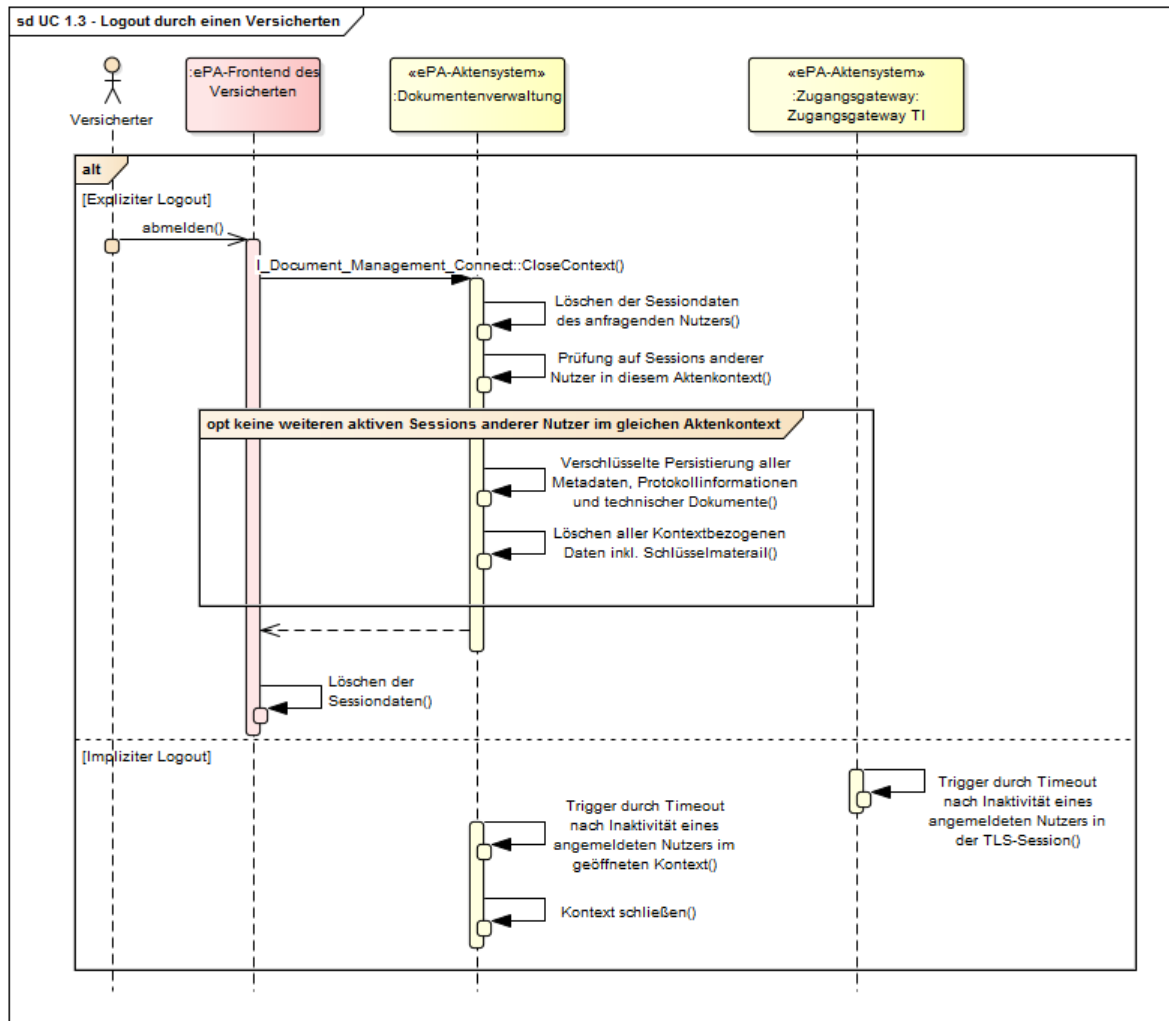 sd UC 1.3 - Logout durch einen Versicherten
Versicherter
:ePA-Frontend des
Versicherten
«ePA-Aktensystem»
:Dokumentenverwaltung
«ePA-Aktensystem»
:Zugangsgateway:
Zugangsgateway TI
alt
[Expliziter Logout]
abmelden()
I_Document_Management_Connect::CloseContext()
Löschen der Sessiondaten
des anfragenden Nutzers()
Prüfung auf Sessions anderer
Nutzer in diesem Aktenkontext()
opt keine weiteren aktiven Sessions anderer Nutzer im gleichen Aktenkontext
Verschlüsselte Persistierung aller
Metadaten, Protokollinformationen
und technischer Dokumente()
Löschen aller Kontextbezogenen
Daten inkl. Schlüsselmaterail()
Löschen der
Sessiondaten()
[Impliziter Logout]
Trigger durch Timeout
nach Inaktivität eines
angemeldeten Nutzers in
der TLS-Session()
Trigger durch Timeout
nach Inaktivität eines
angemeldeten Nutzers im
geöffneten Kontext()
Kontext schließen()